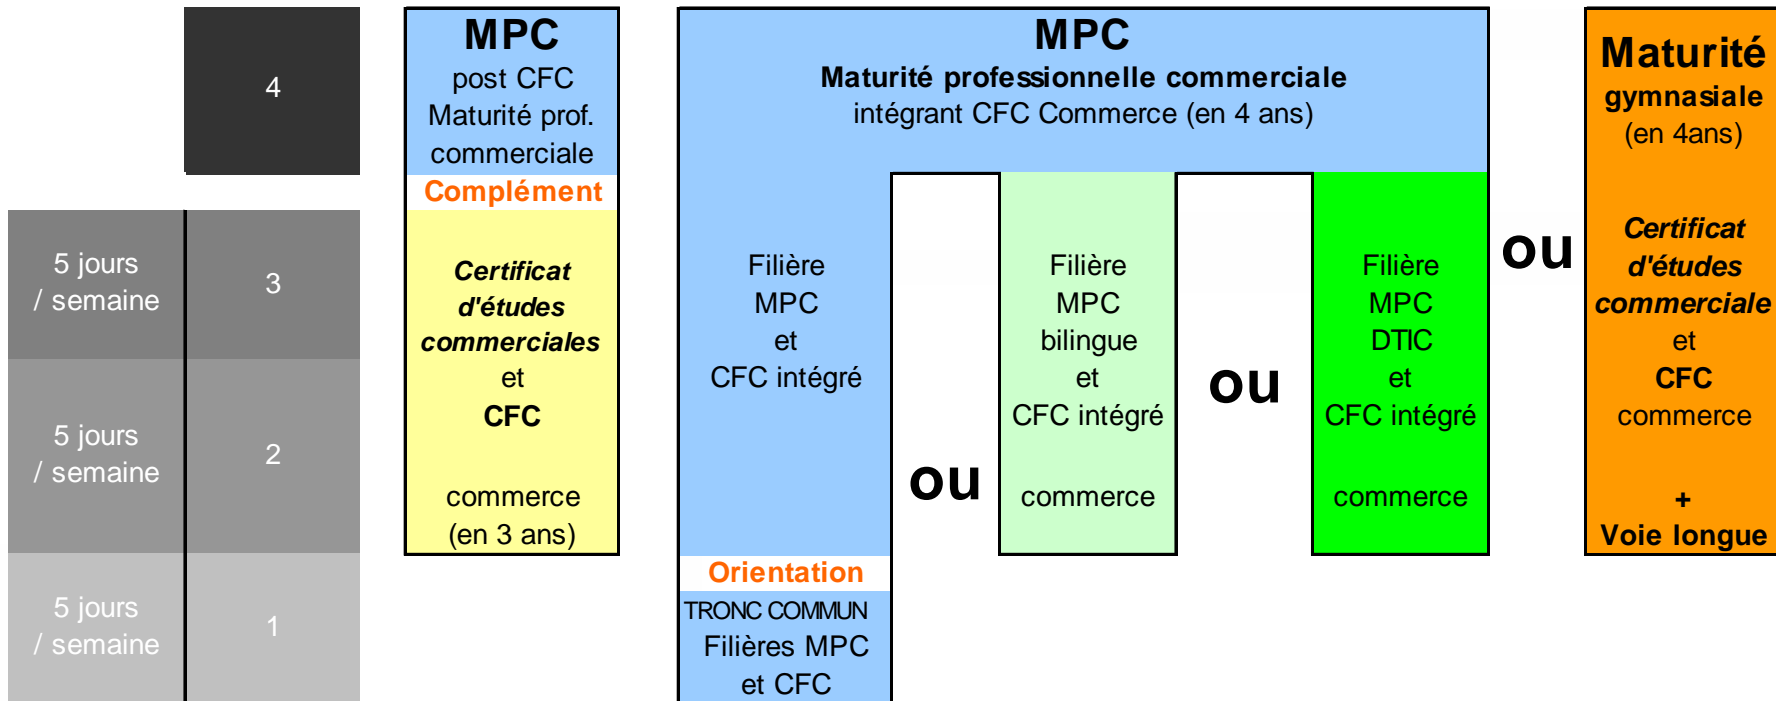 4
5 jours
/ semaine
3
5 jours
/ semaine
2
5 jours
/ semaine
1
MPC
post CFC
Maturité prof.
commerciale
Complément
Certificat
d'études
commerciales
et
CFC
commerce
(en 3 ans)
MPC
Maturité professionnelle commerciale
intégrant CFC Commerce (en 4 ans)
Filière
MPC
et
CFC intégré
Orientation
TRONC COMMUN
Filières MPC
et CFC
ou
Filière
MPC
bilingue
et
CFC intégré
commerce
ou
Filière
MPC
DTIC
et
CFC intégré
commerce
ou
Maturité
gymnasiale
(en 4ans)
Certificat
d'études
commerciale
et
CFC
commerce
+
Voie longue